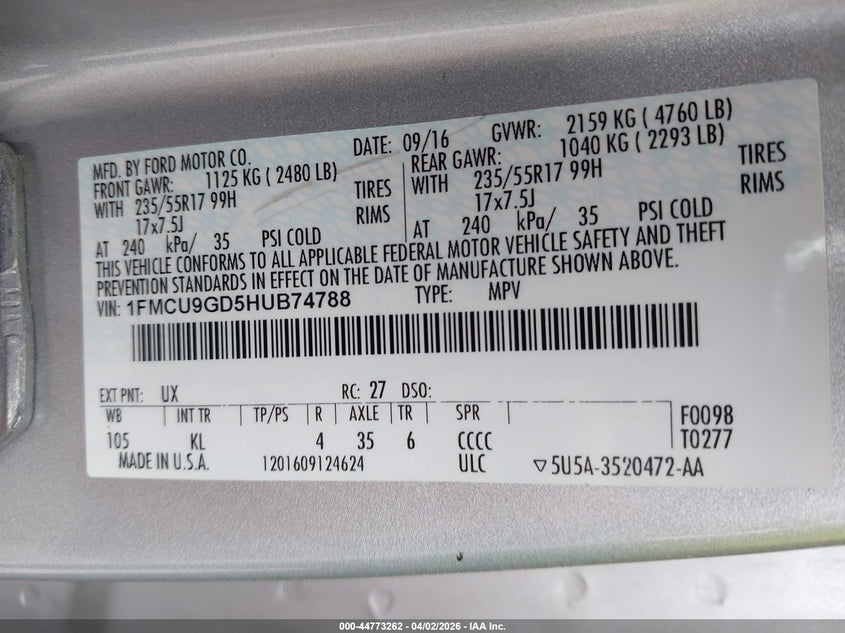 MFD. BY FORD MOTOR CO. DATE: 09/16 GVWR: 2159 KG ( 4760 LB)
FRONT GAWR: 1125 KG ( 2480 LB) REAR GAWR: 1040 KG ( 2293 LB)
WITH 235/55R17 99H TIRES WITH 235/55R17 99H TIRES
17x7.5J RIMS 17x7.5J RIMS
AT 240 kPa/ 35 PSI COLD AT 240 kPa/ 35 PSI COLD
THIS VEHICLE CONFORMS TO ALL APPLICABLE FEDERAL MOTOR VEHICLE SAFETY AND THEFT
PREVENTION STANDARDS IN EFFECT ON THE DATE OF MANUFACTURE SHOWN ABOVE.
VIN: 1FMCU9GD5HUB74788 TYPE: MPV
EXT PNT: UX RC: 27 DSO:
WB INT TR TP/PS R AXLE TR SPR F0098
105 KL 4 35 6 CCCC T0277
MADE IN U.S.A. 1201609124624 ULC ▽5U5A-3520472-AA
000-44773262 - 04/02/2026 - IAA Inc.